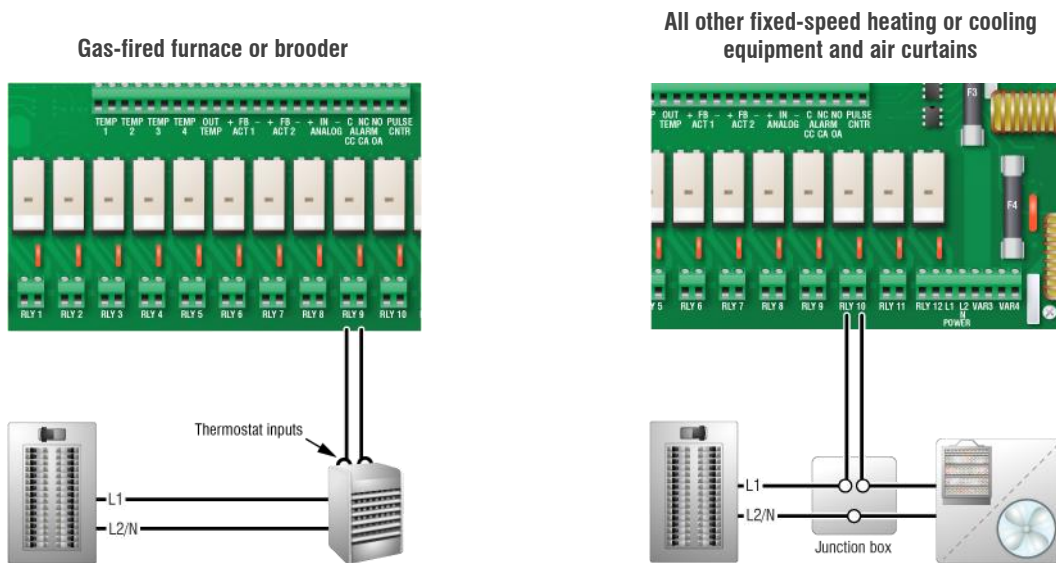 Gas-fired furnace or brooder
TEMP TEMP TEMP TEMP OUT + FB - + FB - + IN - C NC NO PULSE
1 2 3 4 TEMP ACT 1 ACT 2 ANALOG ALARM CNTR
CC CA OA
RLY 1 RLY 2 RLY 3 RLY 4 RLY 5 RLY 6 RLY 7 RLY 8 RLY 9 RLY 10
Thermostat inputs
L1
L2/N
All other fixed-speed heating or cooling
equipment and air curtains
F3
P OUT + FB - + FB - + IN - C NC NO PULSE
TEMP ACT 1 ACT 2 ANALOG ALARM CNTR
CC CA OA
F4
5 RLY 6 RLY 7 RLY 8 RLY 9 RLY 10 RLY 11 RLY 12 L1 L2 VAR3 VAR4
N
POWER
L1
L2/N
Junction box